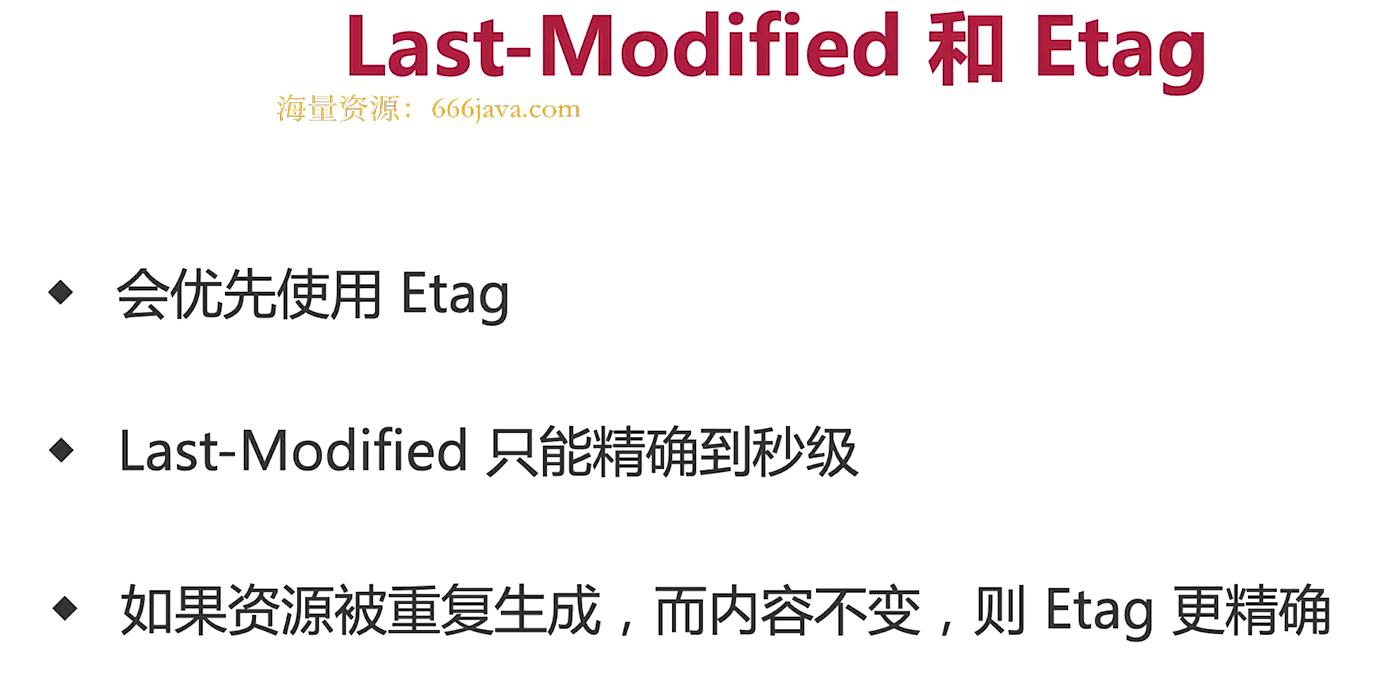 Last-Modified 和 Etag
海量资源：666java.com
◆ 会优先使用 Etag
◆ Last-Modified 只能精确到秒级
◆ 如果资源被重复生成，而内容不变，则 Etag 更精确